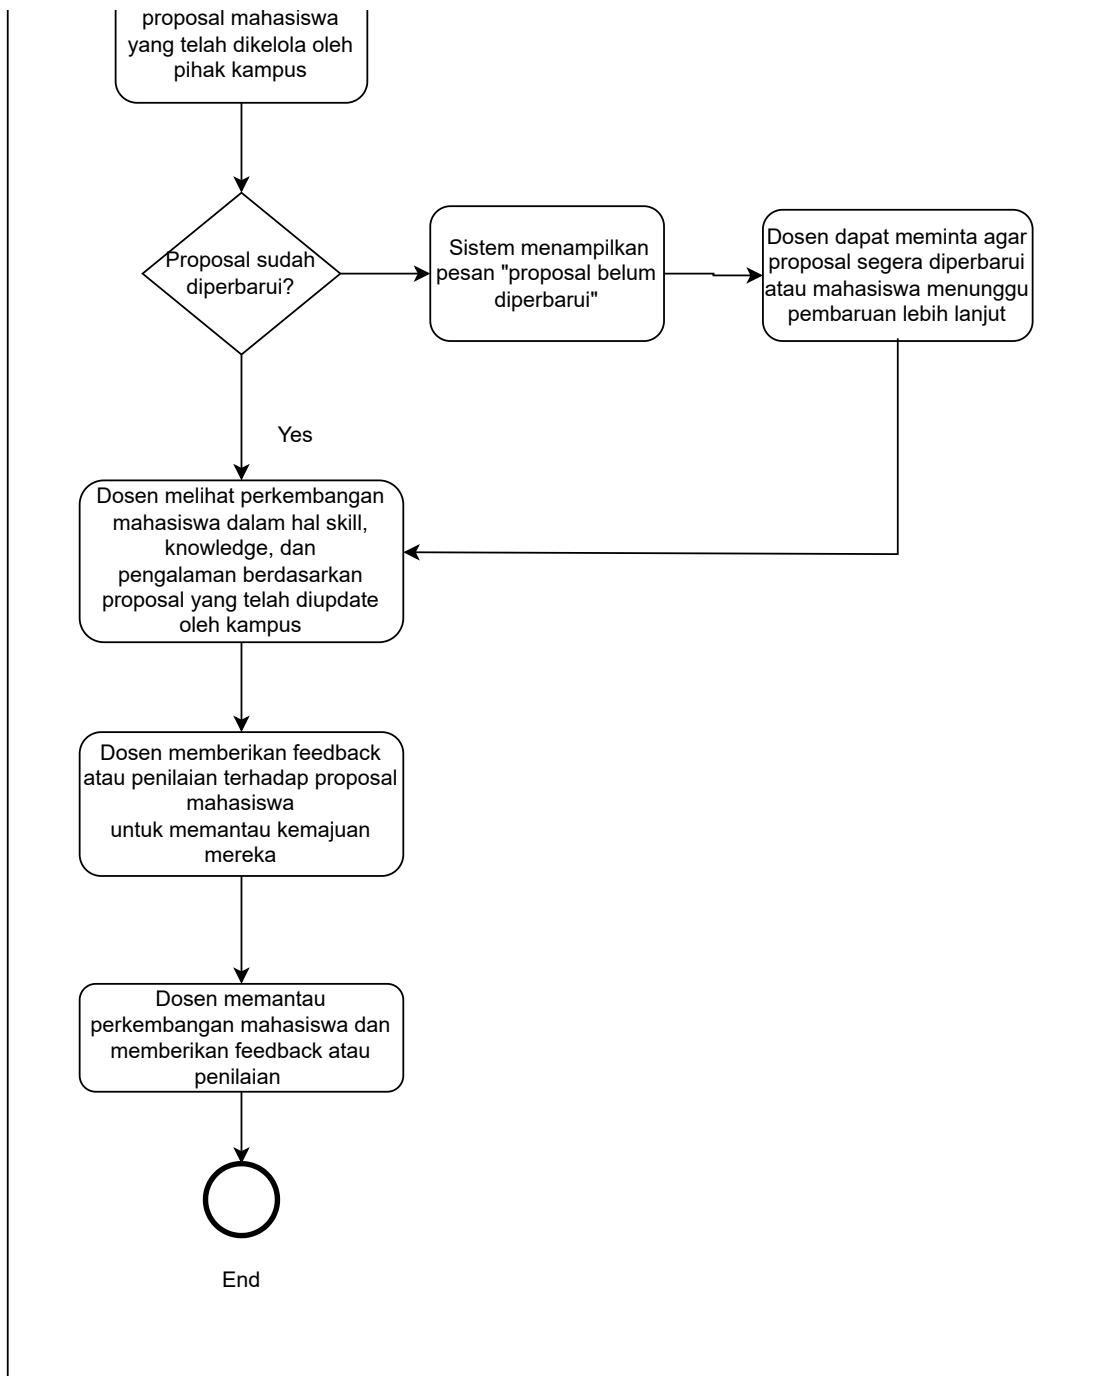 proposal mahasiswa
yang telah dikelola oleh
pihak kampus
Proposal sudah
diperbarui?
Sistem menampilkan
pesan "proposal belum
diperbarui"
Dosen dapat meminta agar
proposal segera diperbarui
atau mahasiswa menunggu
pembaruan lebih lanjut
Yes
Dosen melihat perkembangan
mahasiswa dalam hal skill,
knowledge, dan
pengalaman berdasarkan
proposal yang telah diupdate
oleh kampus
Dosen memberikan feedback
atau penilaian terhadap proposal
mahasiswa
untuk memantau kemajuan
mereka
Dosen memantau
perkembangan mahasiswa dan
memberikan feedback atau
penilaian
End